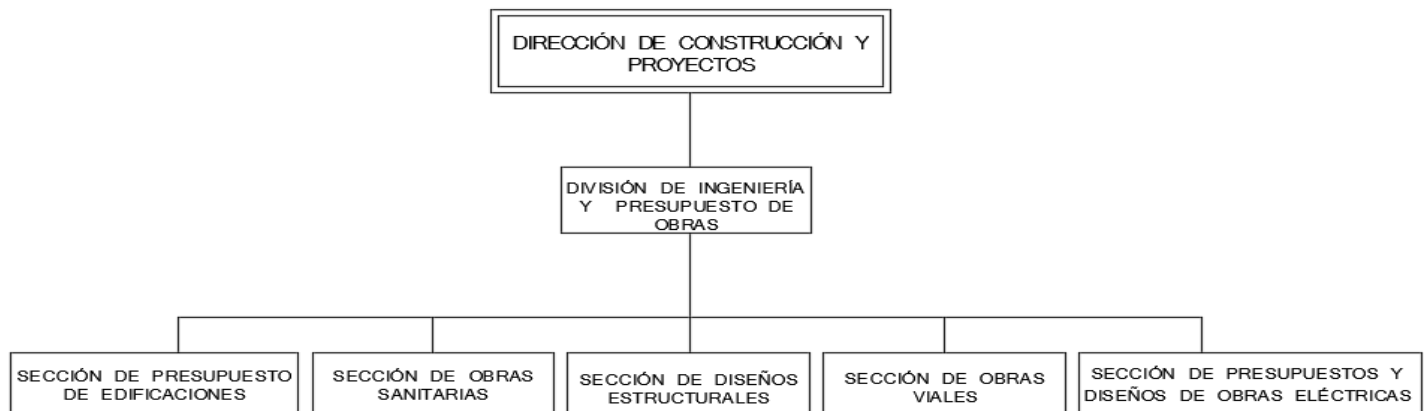 DIRECCIÓN DE CONSTRUCCIÓN Y
PROYECTOS
DIVISIÓN DE INGENIERÍA
Y PRESUPUESTO DE
OBRAS
SECCIÓN DE PRESUPUESTO
DE EDIFICACIONES
SECCIÓN DE OBRAS
SANITARIAS
SECCIÓN DE DISEÑOS
ESTRUCTURALES
SECCIÓN DE OBRAS
VIALES
SECCIÓN DE PRESUPUESTOS Y
DISEÑOS DE OBRAS ELÉCTRICAS